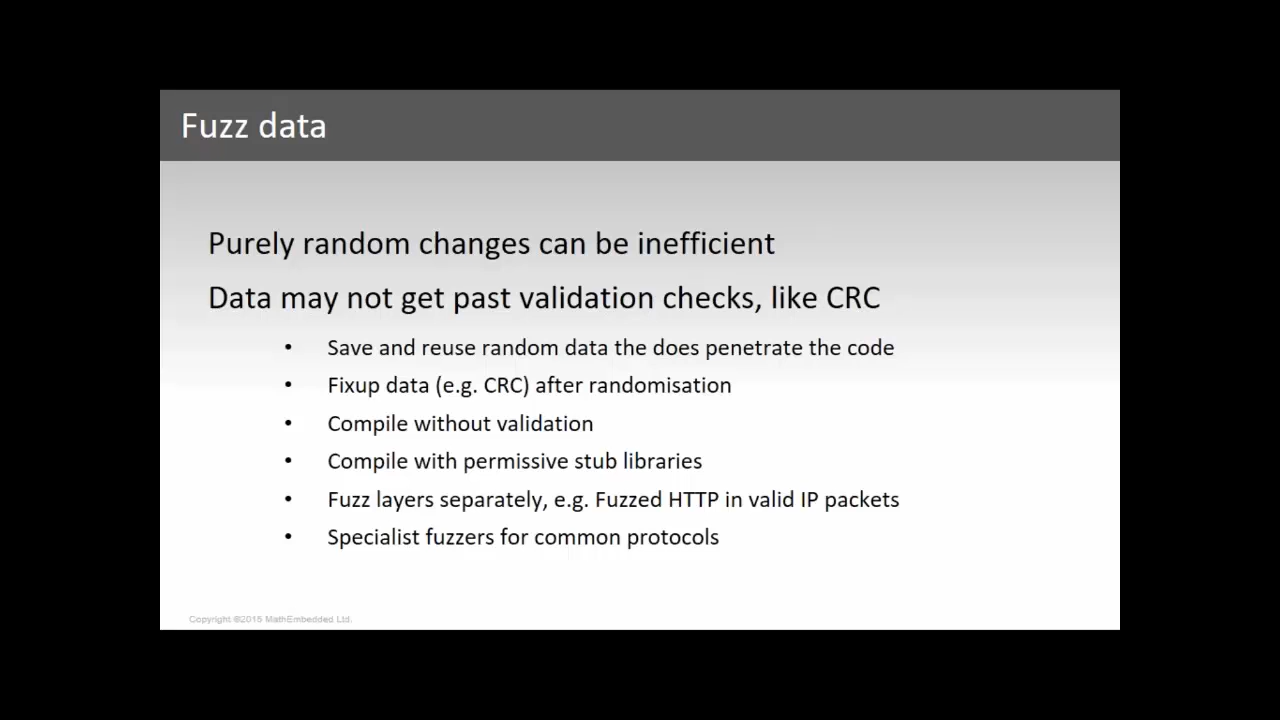 Fuzz data
Purely random changes can be inefficient
Data may not get past validation checks, like CRC
• Save and reuse random data the does penetrate the code
• Fixup data (e.g. CRC) after randomisation
• Compile without validation
• Compile with permissive stub libraries
• Fuzz layers separately, e.g. Fuzzed HTTP in valid IP packets
• Specialist fuzzers for common protocols
Copyright ©2015 MathEmbedded Ltd.